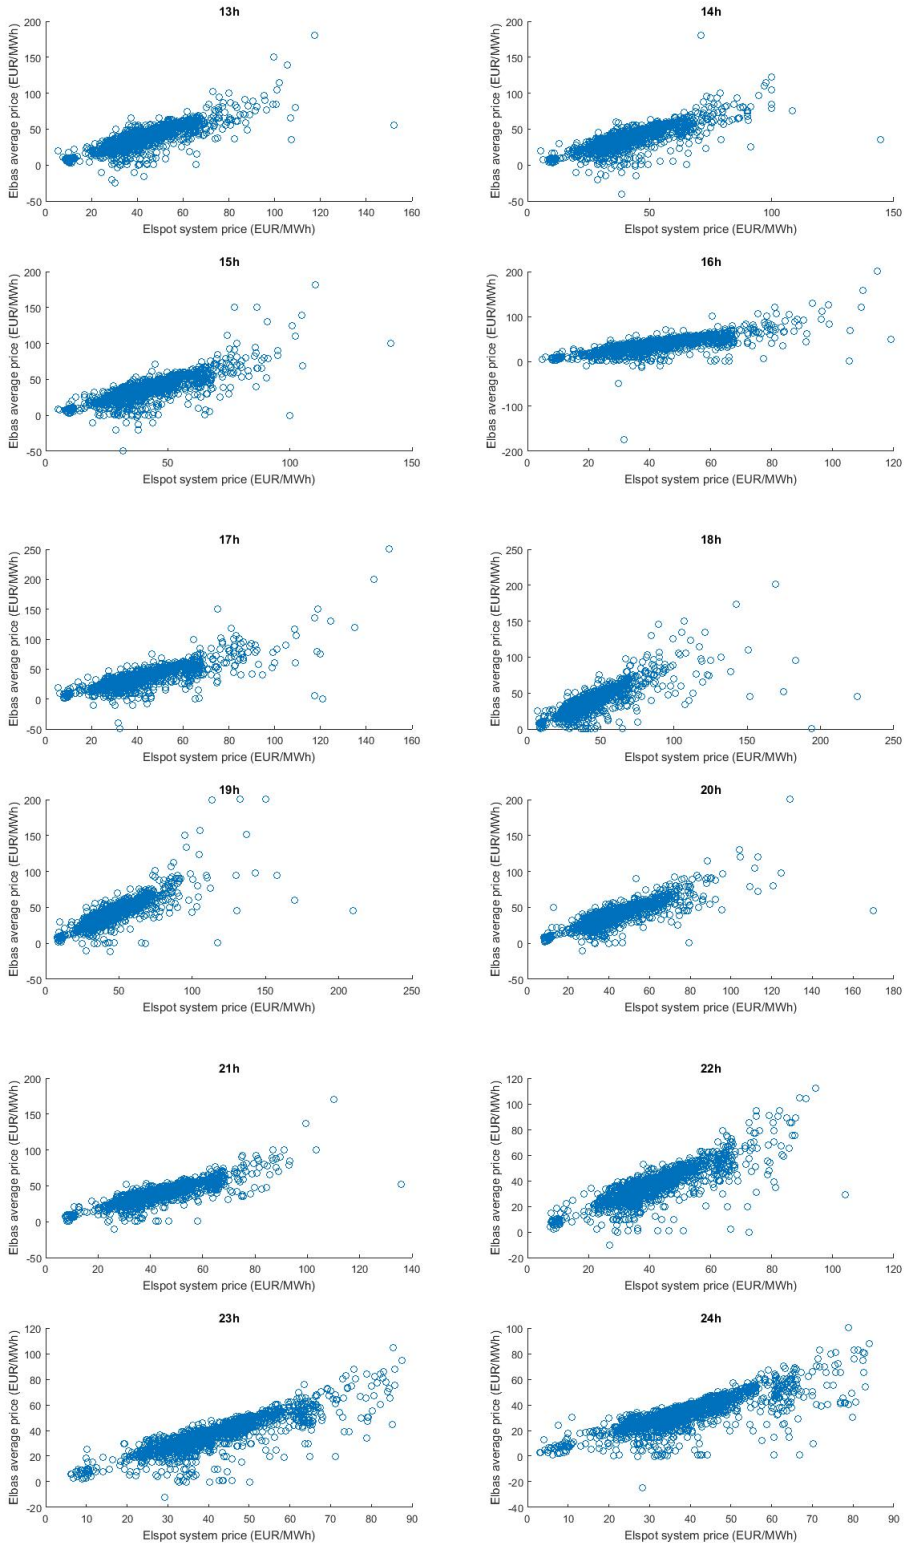 13h
200
150
100
50
0
-50
Elbas average price (EUR/MWh)
0 20 40 60 80 100 120 140 160
Elspot system price (EUR/MWh)
14h
200
150
100
50
0
-50
Elbas average price (EUR/MWh)
0 50 100 150
Elspot system price (EUR/MWh)
15h
200
150
100
50
0
-50
Elbas average price (EUR/MWh)
0 50 100 150
Elspot system price (EUR/MWh)
16h
200
100
0
-100
-200
Elbas average price (EUR/MWh)
0 20 40 60 80 100 120
Elspot system price (EUR/MWh)
17h
250
200
150
100
50
0
-50
Elbas average price (EUR/MWh)
0 20 40 60 80 100 120 140 160
Elspot system price (EUR/MWh)
18h
250
200
150
100
50
0
Elbas average price (EUR/MWh)
0 50 100 150 200 250
Elspot system price (EUR/MWh)
19h
200
150
100
50
0
-50
Elbas average price (EUR/MWh)
0 50 100 150 200 250
Elspot system price (EUR/MWh)
20h
200
150
100
50
0
-50
Elbas average price (EUR/MWh)
0 20 40 60 80 100 120 140 160 180
Elspot system price (EUR/MWh)
21h
200
150
100
50
0
-50
Elbas average price (EUR/MWh)
0 20 40 60 80 100 120 140
Elspot system price (EUR/MWh)
22h
120
100
80
60
40
20
0
-20
Elbas average price (EUR/MWh)
0 20 40 60 80 100 120
Elspot system price (EUR/MWh)
23h
120
100
80
60
40
20
0
-20
Elbas average price (EUR/MWh)
0 10 20 30 40 50 60 70 80 90
Elspot system price (EUR/MWh)
24h
100
80
60
40
20
0
-20
-40
Elbas average price (EUR/MWh)
0 10 20 30 40 50 60 70 80 90
Elspot system price (EUR/MWh)